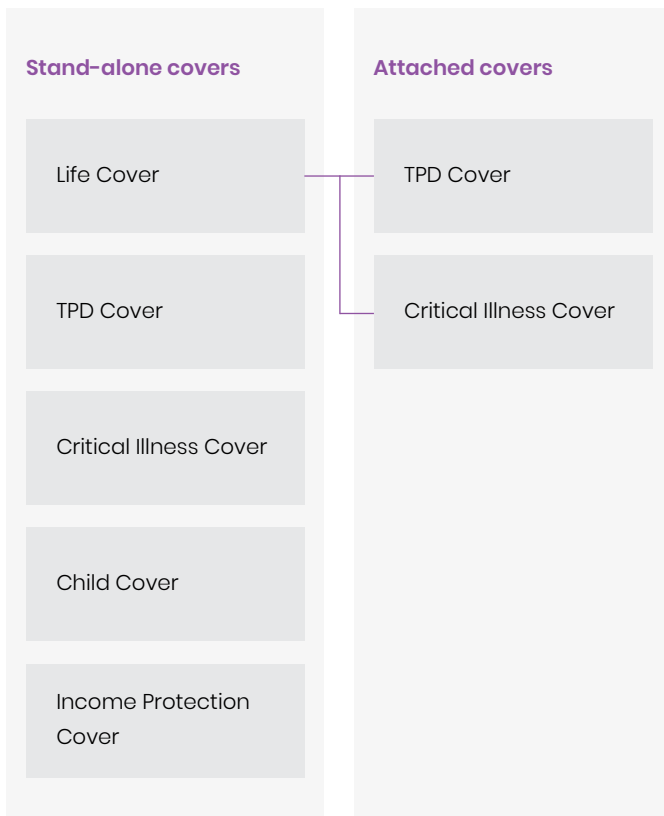 Stand-alone covers
Life Cover
TPD Cover
Critical Illness Cover
Child Cover
Income Protection
Cover
Attached covers
TPD Cover
Critical Illness Cover